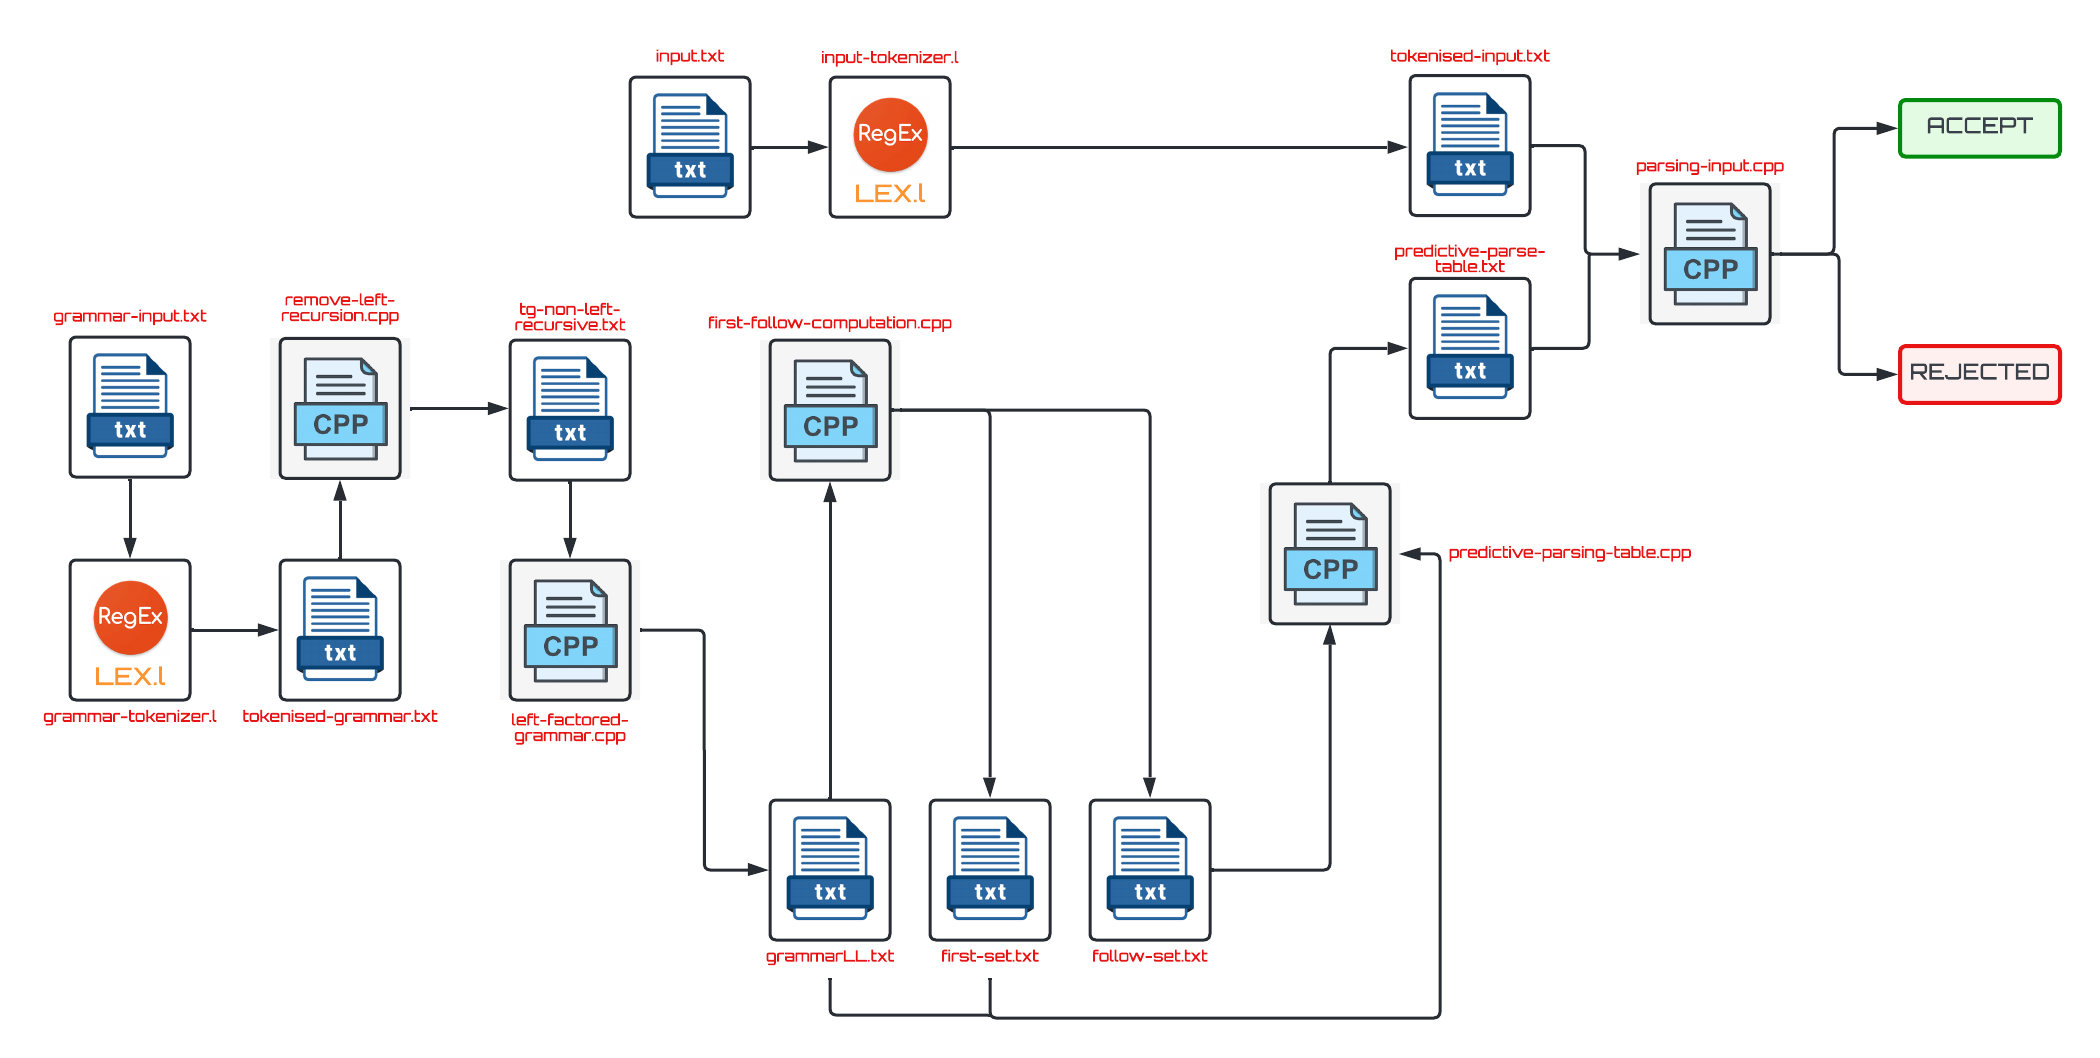 input.txt
txt
input-tokenizer.l
RegEx
LEX.l
tokenised-input.txt
txt
ACCEPT
parsing-input.cpp
CPP
predictive-parse-
table.txt
txt
REJECTED
grammar-input.txt
txt
remove-left-
recursion.cpp
CPP
tg-non-left-
recursive.txt
txt
first-follow-computation.cpp
CPP
RegEx
LEX.l
grammar-tokenizer.l
txt
tokenised-grammar.txt
CPP
left-factored-
grammar.cpp
CPP
predictive-parsing-table.cpp
txt
grammarLL.txt
txt
first-set.txt
txt
follow-set.txt